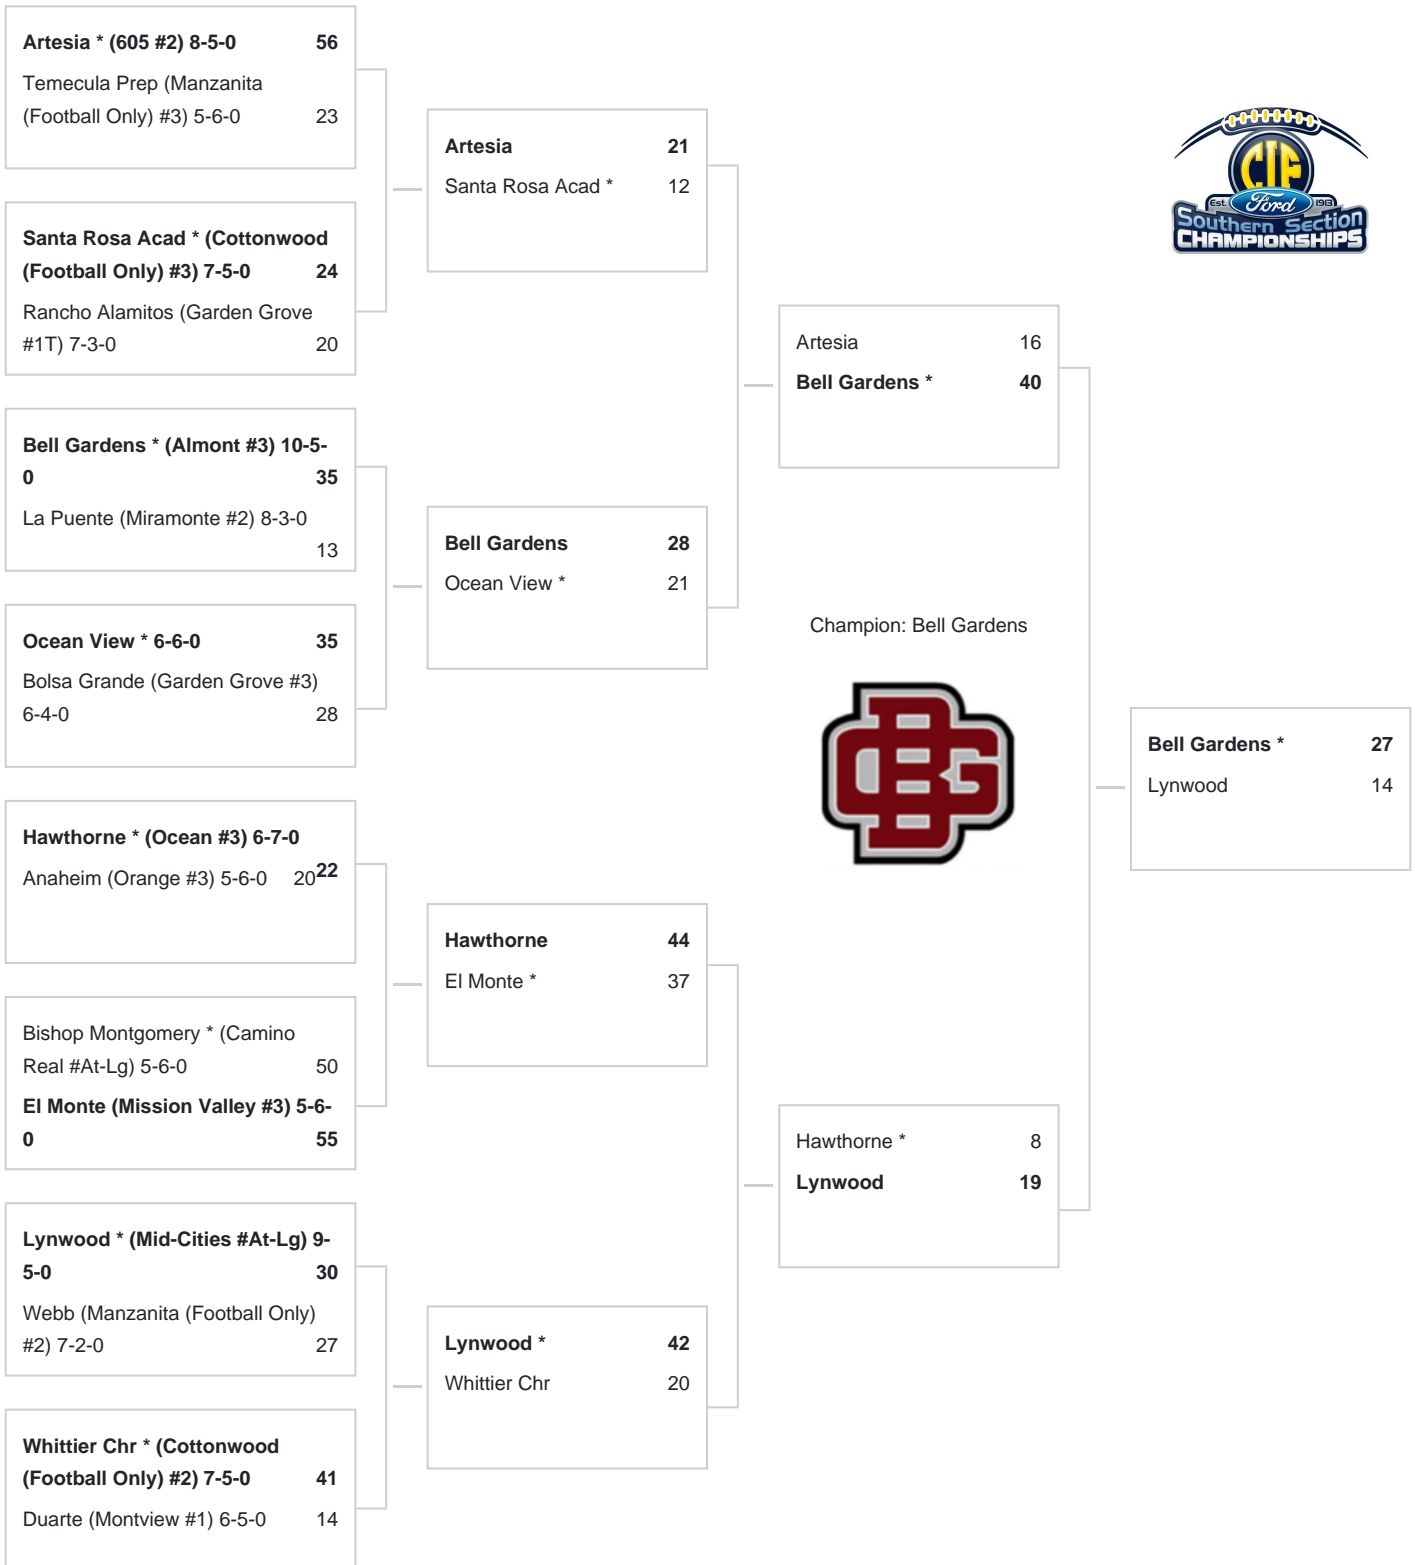 Artesia * (605 #2) 8-5-0 56
Temecula Prep (Manzanita
(Football Only) #3) 5-6-0 23
Santa Rosa Acad * (Cottonwood
(Football Only) #3) 7-5-0 24
Rancho Alamitos (Garden Grove
#1T) 7-3-0 20
Bell Gardens * (Almont #3) 10-5-
0 35
La Puente (Miramonte #2) 8-3-0
13
Ocean View * 6-6-0 35
Bolsa Grande (Garden Grove #3)
6-4-0 28
Hawthorne * (Ocean #3) 6-7-0
22
Anaheim (Orange #3) 5-6-0 20
Bishop Montgomery * (Camino
Real #At-Lg) 5-6-0 50
El Monte (Mission Valley #3) 5-6-
0 55
Lynwood * (Mid-Cities #At-Lg) 9-
5-0 30
Webb (Manzanita (Football Only)
#2) 7-2-0 27
Whittier Chr * (Cottonwood
(Football Only) #2) 7-5-0 41
Duarte (Montview #1) 6-5-0 14
Artesia 21
Santa Rosa Acad * 12
Bell Gardens 28
Ocean View * 21
Hawthorne 44
El Monte * 37
Lynwood * 42
Whittier Chr 20
Artesia 16
Bell Gardens * 40
Hawthorne * 8
Lynwood 19
Champion: Bell Gardens
BG
Bell Gardens * 27
Lynwood 14
CIF
Est. Ford 1913
Southern Section
CHAMPIONSHIPS